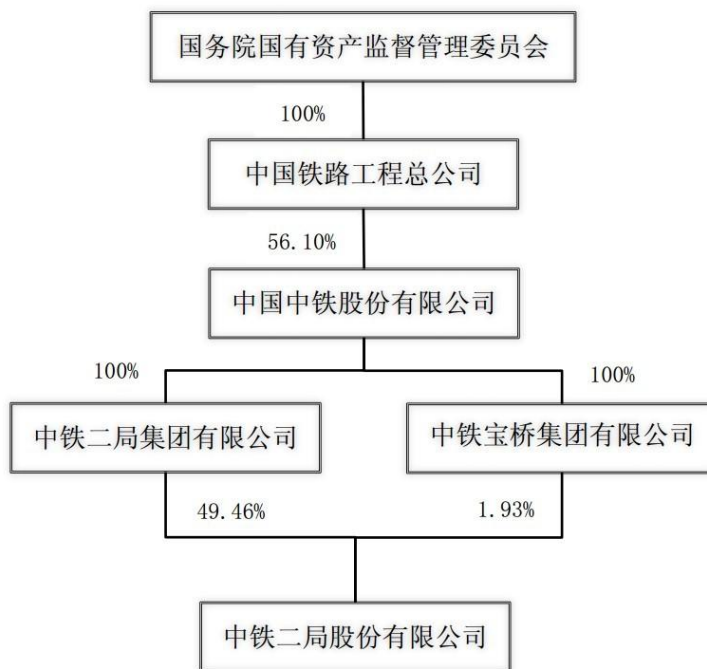 国务院国有资产监督管理委员会
100%
中国铁路工程总公司
56.10%
中国中铁股份有限公司
100%
100%
中铁二局集团有限公司
中铁宝桥集团有限公司
49.46%
1.93%
中铁二局股份有限公司